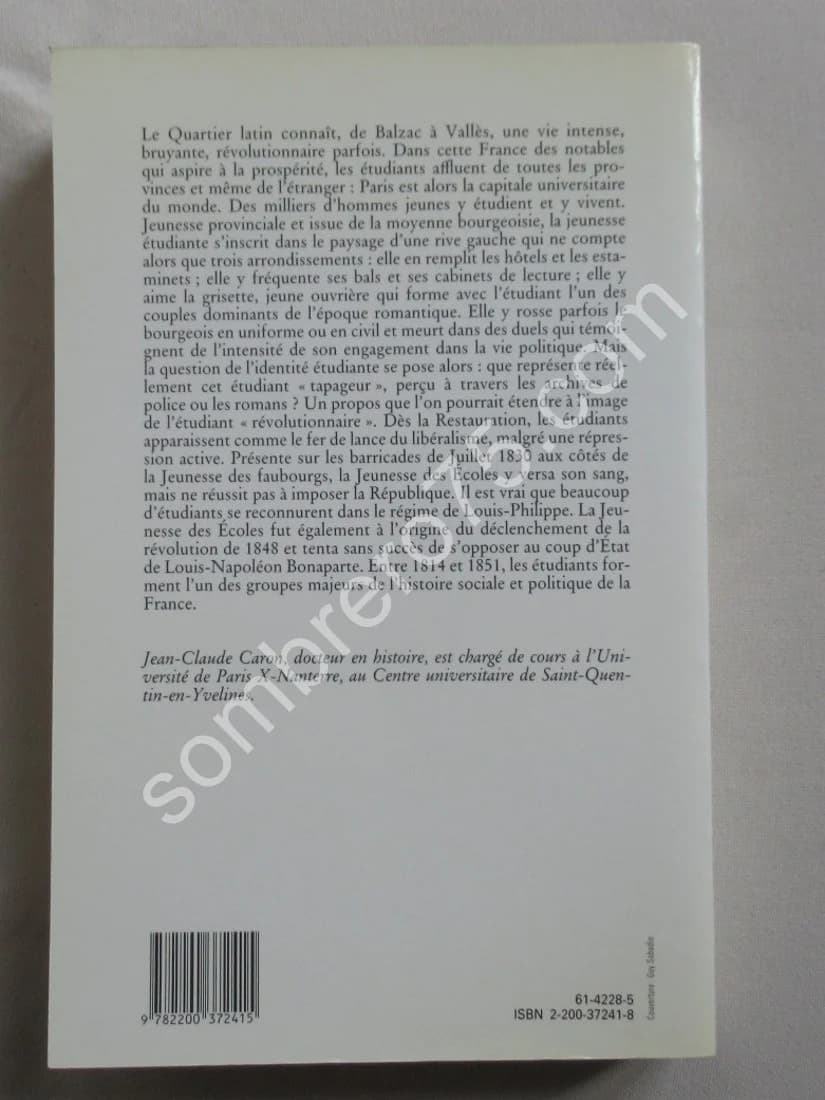 Le Quartier latin connaît, de Balzac à Vallès, une vie intense,
bruyante, révolutionnaire parfois. Dans cette France des notables
qui aspire à la prospérité, les étudiants affluent de toutes les pro-
vinces et même de l'étranger : Paris est alors la capitale universitaire
du monde. Des milliers d'hommes jeunes y étudient et y vivent.
Jeunesse provinciale et issue de la moyenne bourgeoisie, la jeunesse
étudiante s'inscrit dans le paysage d'une rive gauche qui ne compte
alors que trois arrondissements : elle en remplit les hôtels et les esta-
minets ; elle y fréquente ses bals et ses cabinets de lecture ; elle y
aime la grisette, jeune ouvrière qui forme avec l'étudiant l'un des
couples dominants de l'époque romantique. Elle y rosse parfois le
bourgeois en uniforme ou en civil et meurt dans des duels qui témoi-
gnent de l'intensité de son engagement dans la vie politique. Mais
la question de l'identité étudiante se pose alors : que représente réel-
lement cet étudiant « tapageur », perçu à travers les archives de
police ou les romans ? Un propos que l'on pourrait étendre à l'image
de l'étudiant « révolutionnaire ». Dès la Restauration, les étudiants
apparaissent comme le fer de lance du libéralisme, malgré une répres-
sion active. Présente sur les barricades de Juillet 1830 aux côtés de
la Jeunesse des faubourgs, la Jeunesse des Écoles y versa son sang,
mais ne réussit pas à imposer la République. Il est vrai que beaucoup
d'étudiants se reconnurent dans le régime de Louis-Philippe. La Jeu-
nesse des Écoles fut également à l'origine du déclenchement de la
révolution de 1848 et tenta sans succès de s'opposer au coup d'État
de Louis-Napoléon Bonaparte. Entre 1814 et 1851, les étudiants for-
ment l'un des groupes majeurs de l'histoire sociale et politique de la
France.
Jean-Claude Caron, docteur en histoire, est chargé de cours à l'Uni-
versité de Paris X-Nanterre, au Centre universitaire de Saint-Quen-
tin-en-Yvelines.
sombrero75.com
9 782200 372415
61-4228-5
ISBN 2-200-37241-8
Couverture : Guy Sabadie